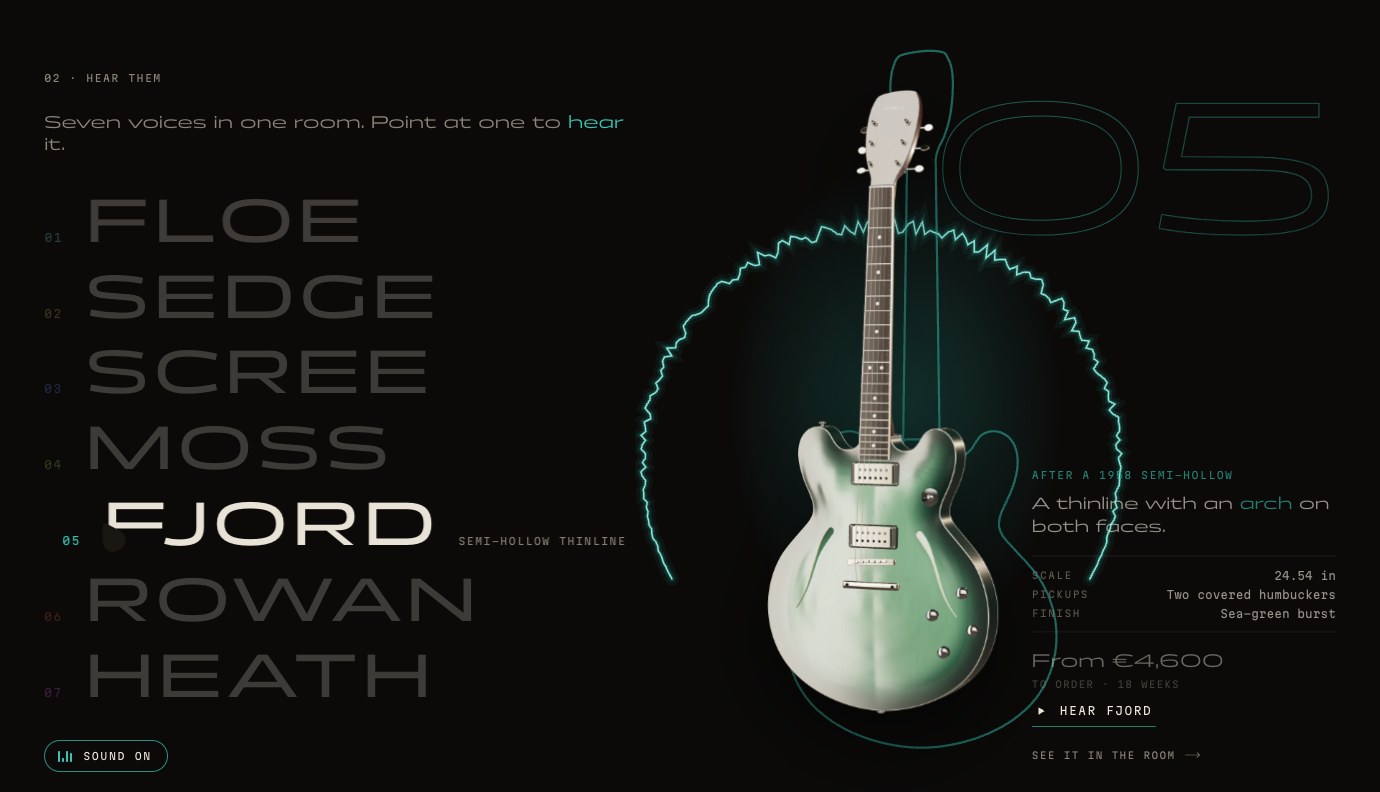 02 · HEAR THEM
Seven voices in one room. Point at one to hear
it.
05
01 FLOE
02 SEDGE
03 SCREE
04 MOSS
05 FJORD SEMI-HOLLOW THINLINE
06 ROWAN
07 HEATH
SOUND ON
AFTER A 1958 SEMI-HOLLOW
A thinline with an arch on
both faces.
SCALE 24.54 in
PICKUPS Two covered humbuckers
FINISH Sea-green burst
From €4,600
TO ORDER · 18 WEEKS
HEAR FJORD
SEE IT IN THE ROOM →